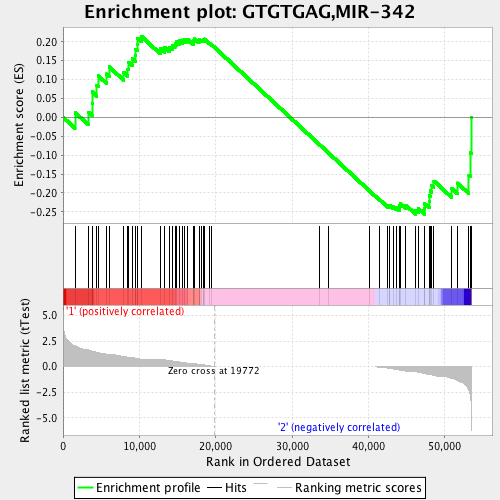 Enrichment plot: GTGTGAG,MIR-342
Enrichment score (ES)
0.20
0.15
0.10
0.05
0.00
-0.05
-0.10
-0.15
-0.20
-0.25
Ranked list metric (tTest)
5.0
2.5
0.0
-2.5
-5.0
'1' (positively correlated)
Zero cross at 19772
'2' (negatively correlated)
0
10,000
20,000
30,000
40,000
50,000
Rank in Ordered Dataset
Enrichment profile
Hits
Ranking metric scores